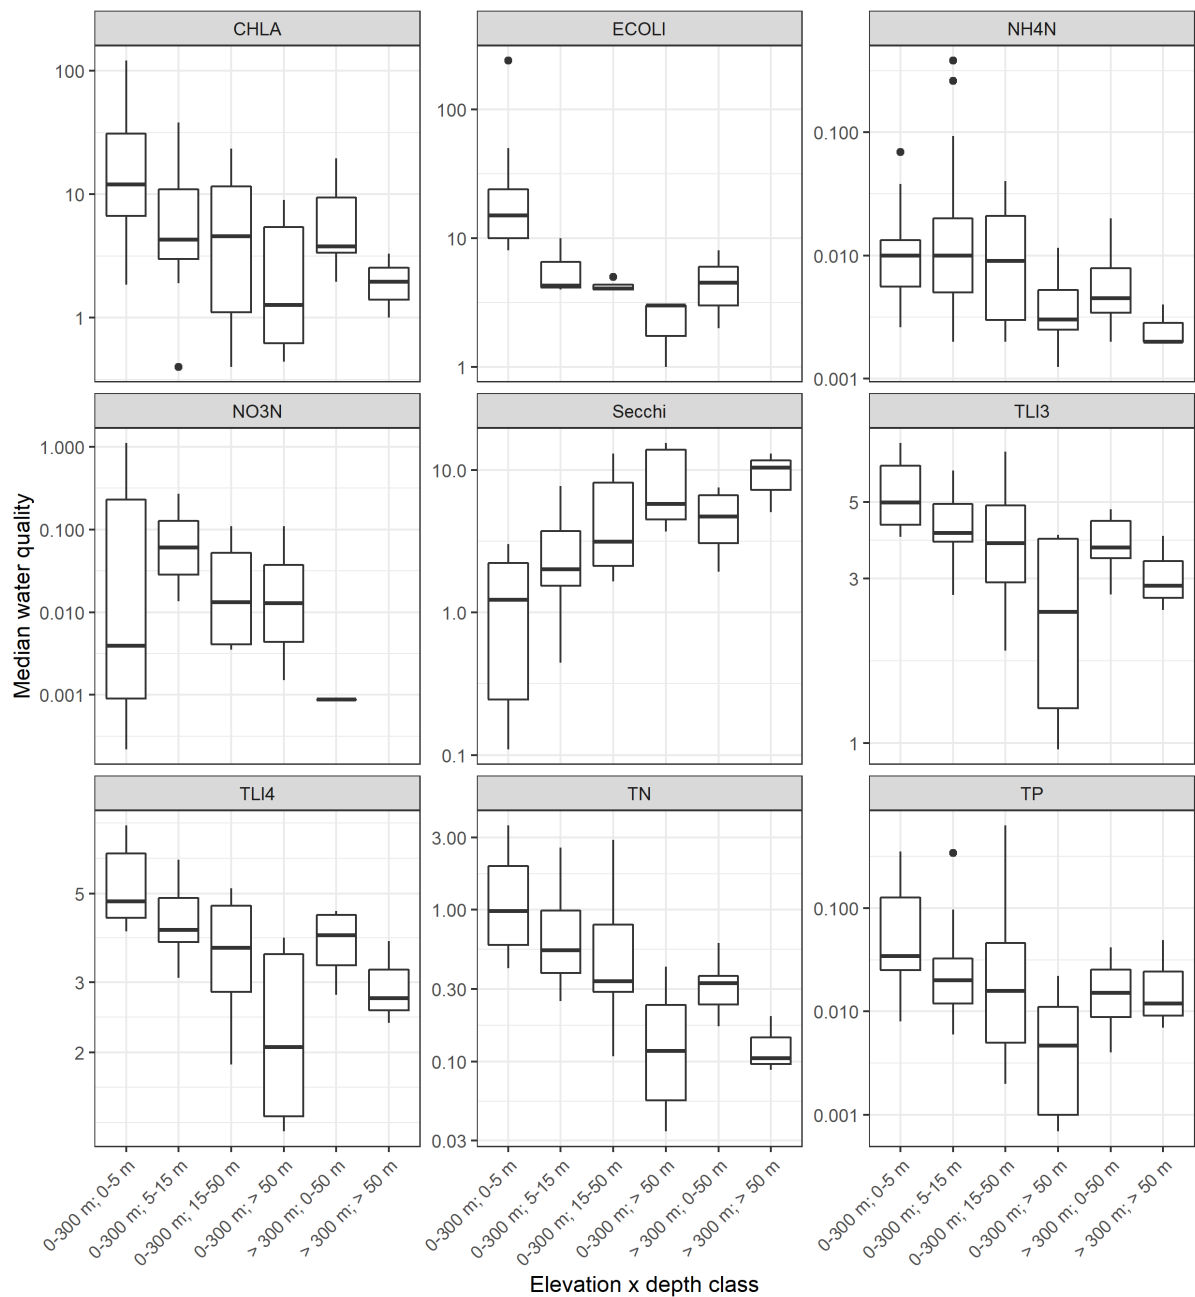 CHLA
ECOLI
NH4N
100
10
1
100
10
1
0.100
0.010
0.001
NO3N
Secchi
TLI3
1.000
0.100
0.010
0.001
10.0
1.0
0.1
5
3
1
TLI4
TN
TP
5
3
2
3.00
1.00
0.30
0.10
0.03
0.100
0.010
0.001
Median water quality
0-300 m; 0-5 m
0-300 m; 5-15 m
0-300 m; 15-50 m
0-300 m; > 50 m
> 300 m; 0-50 m
> 300 m; > 50 m
0-300 m; 0-5 m
0-300 m; 5-15 m
0-300 m; 15-50 m
0-300 m; > 50 m
> 300 m; 0-50 m
> 300 m; > 50 m
0-300 m; 0-5 m
0-300 m; 5-15 m
0-300 m; 15-50 m
0-300 m; > 50 m
> 300 m; 0-50 m
> 300 m; > 50 m
Elevation x depth class